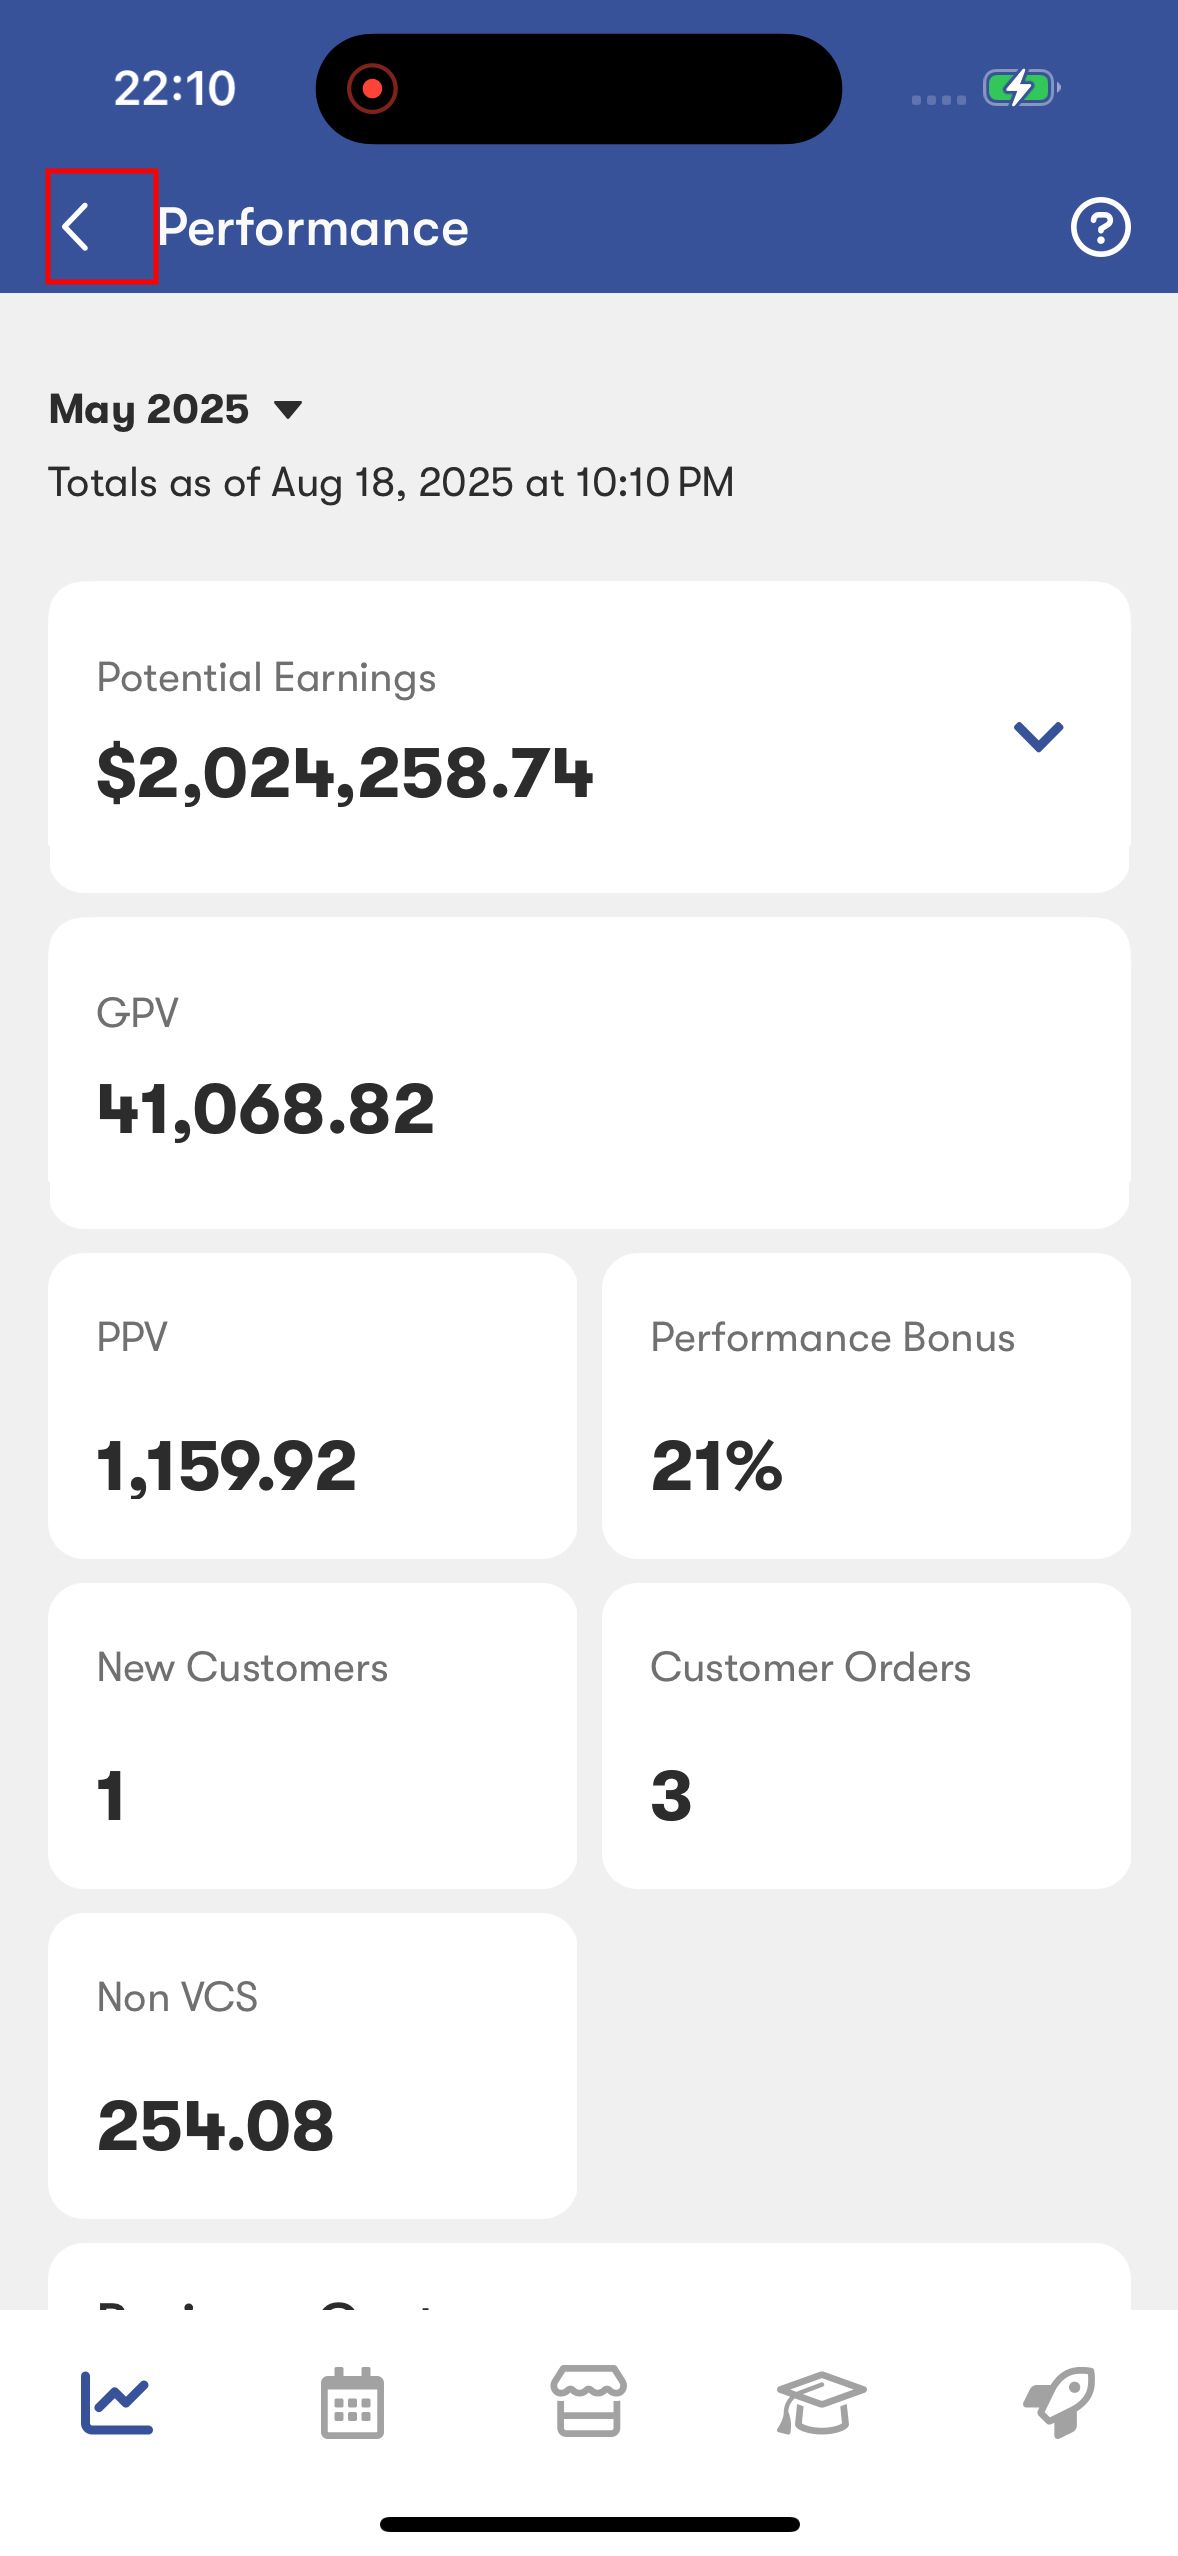 22:10
Performance
May 2025
Totals as of Aug 18, 2025 at 10:10 PM
Potential Earnings
$2,024,258.74
GPV
41,068.82
PPV
1,159.92
Performance Bonus
21%
New Customers
1
Customer Orders
3
Non VCS
254.08